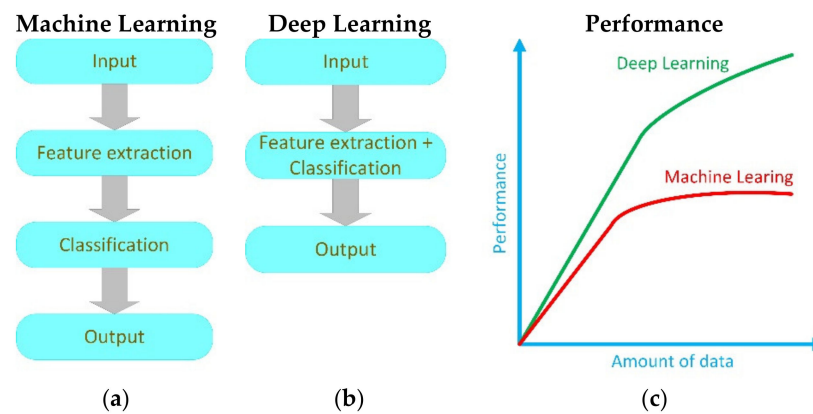 Machine Learning
Input
Feature extraction
Classification
Output
(a)
Deep Learning
Input
Feature extraction +
Classification
Output
(b)
Performance
Deep Learning
Machine Learing
Performance
Amount of data
(c)